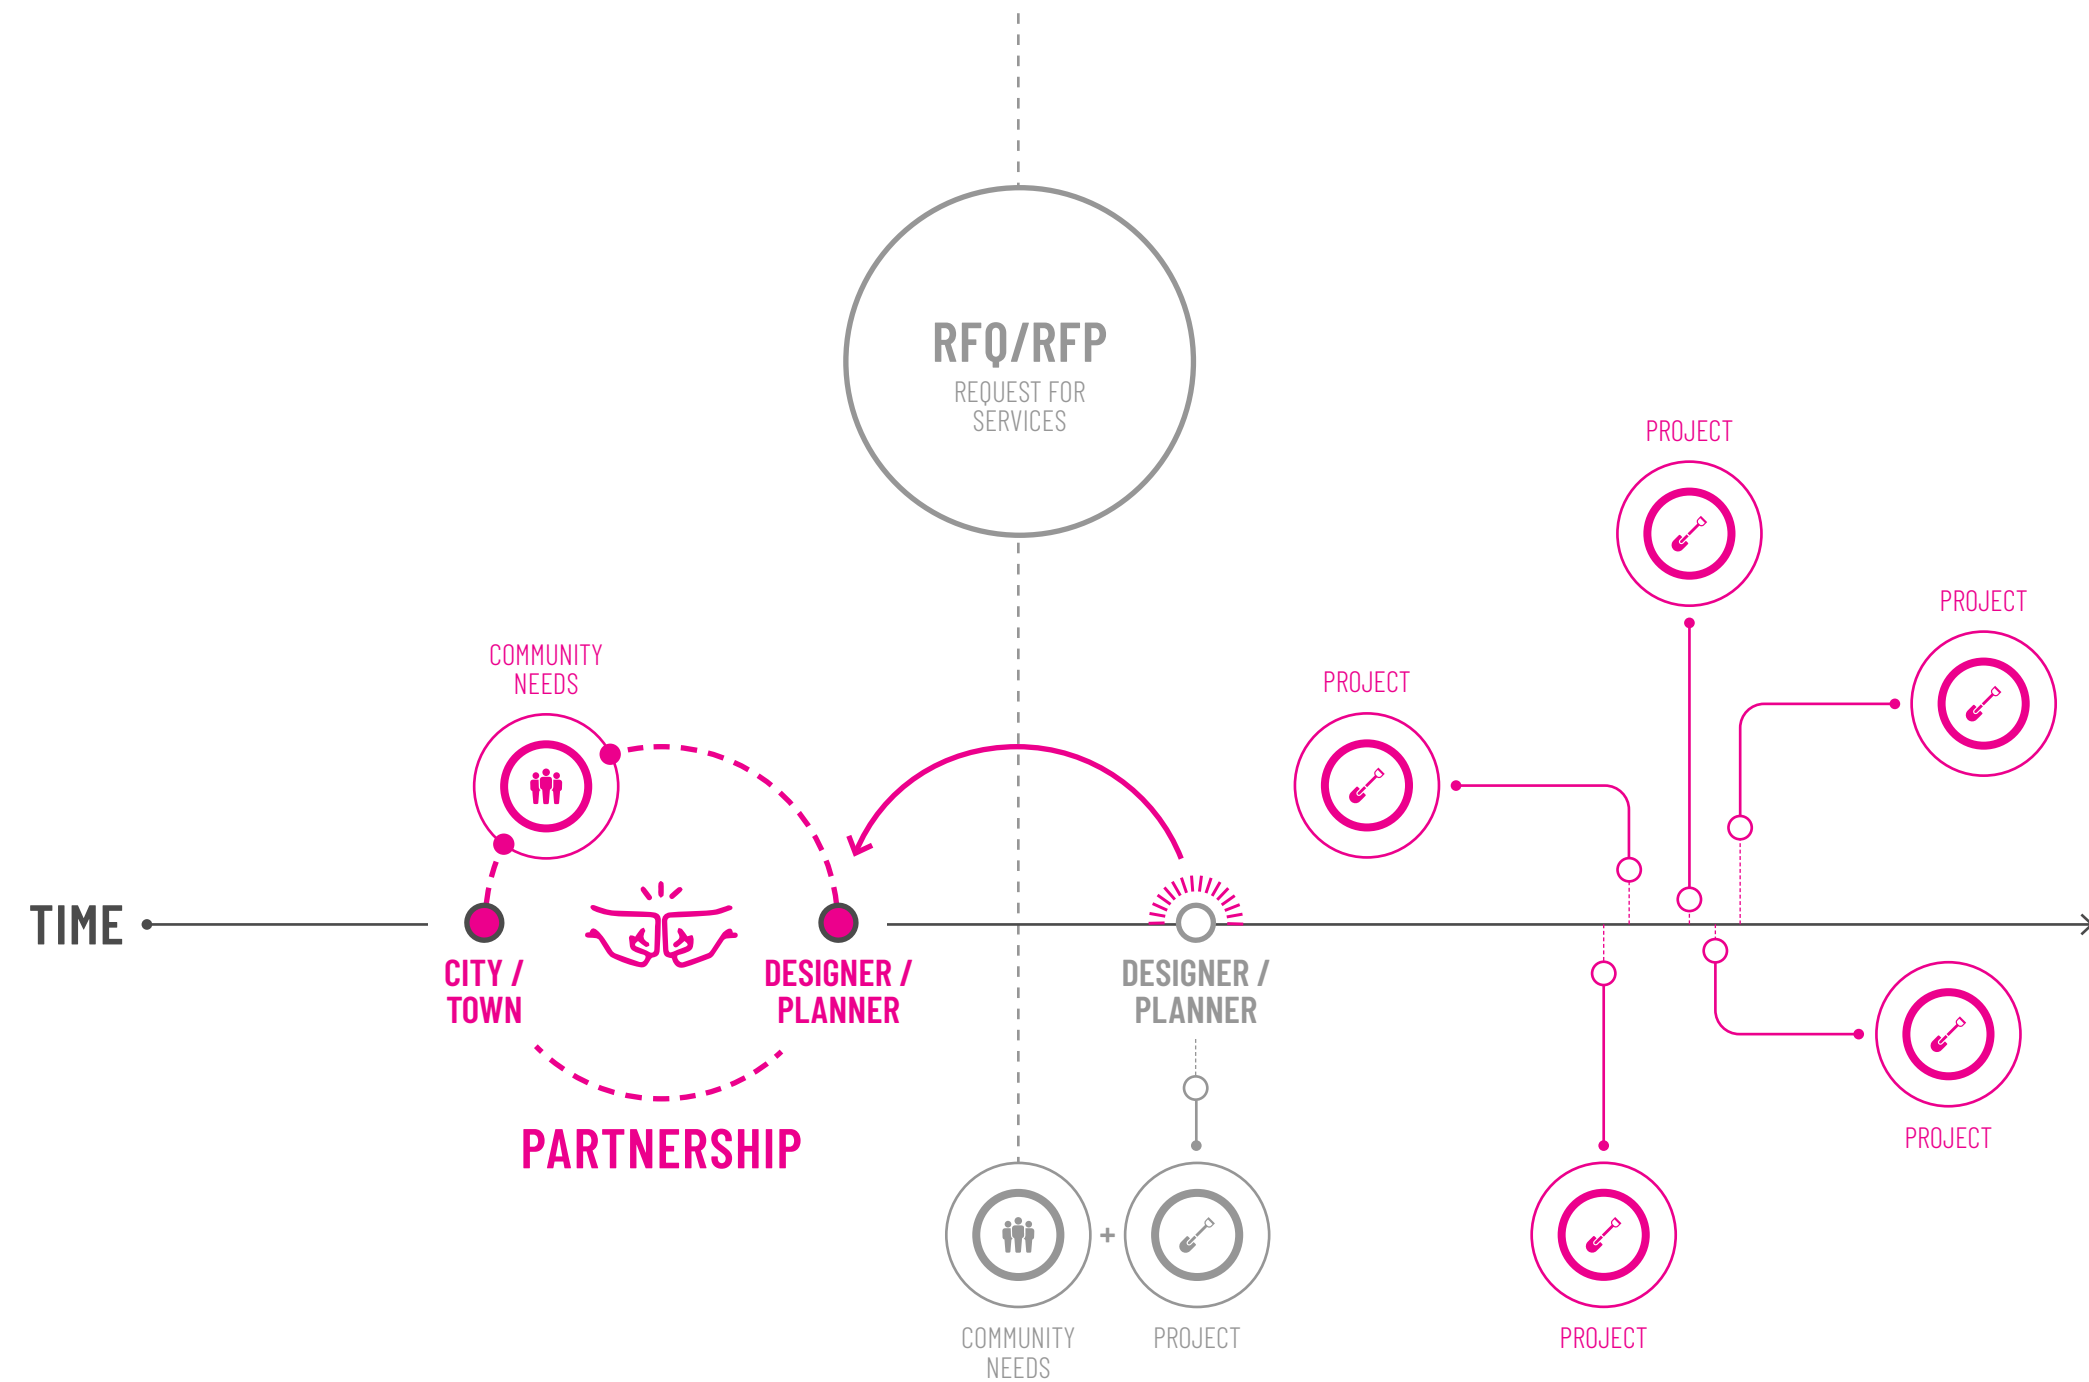 RFQ/RFP
REQUEST FOR
SERVICES
PROJECT
PROJECT
COMMUNITY
NEEDS
PROJECT
TIME
CITY /
TOWN
DESIGNER /
PLANNER
DESIGNER /
PLANNER
PARTNERSHIP
PROJECT
+
COMMUNITY
NEEDS
PROJECT
PROJECT